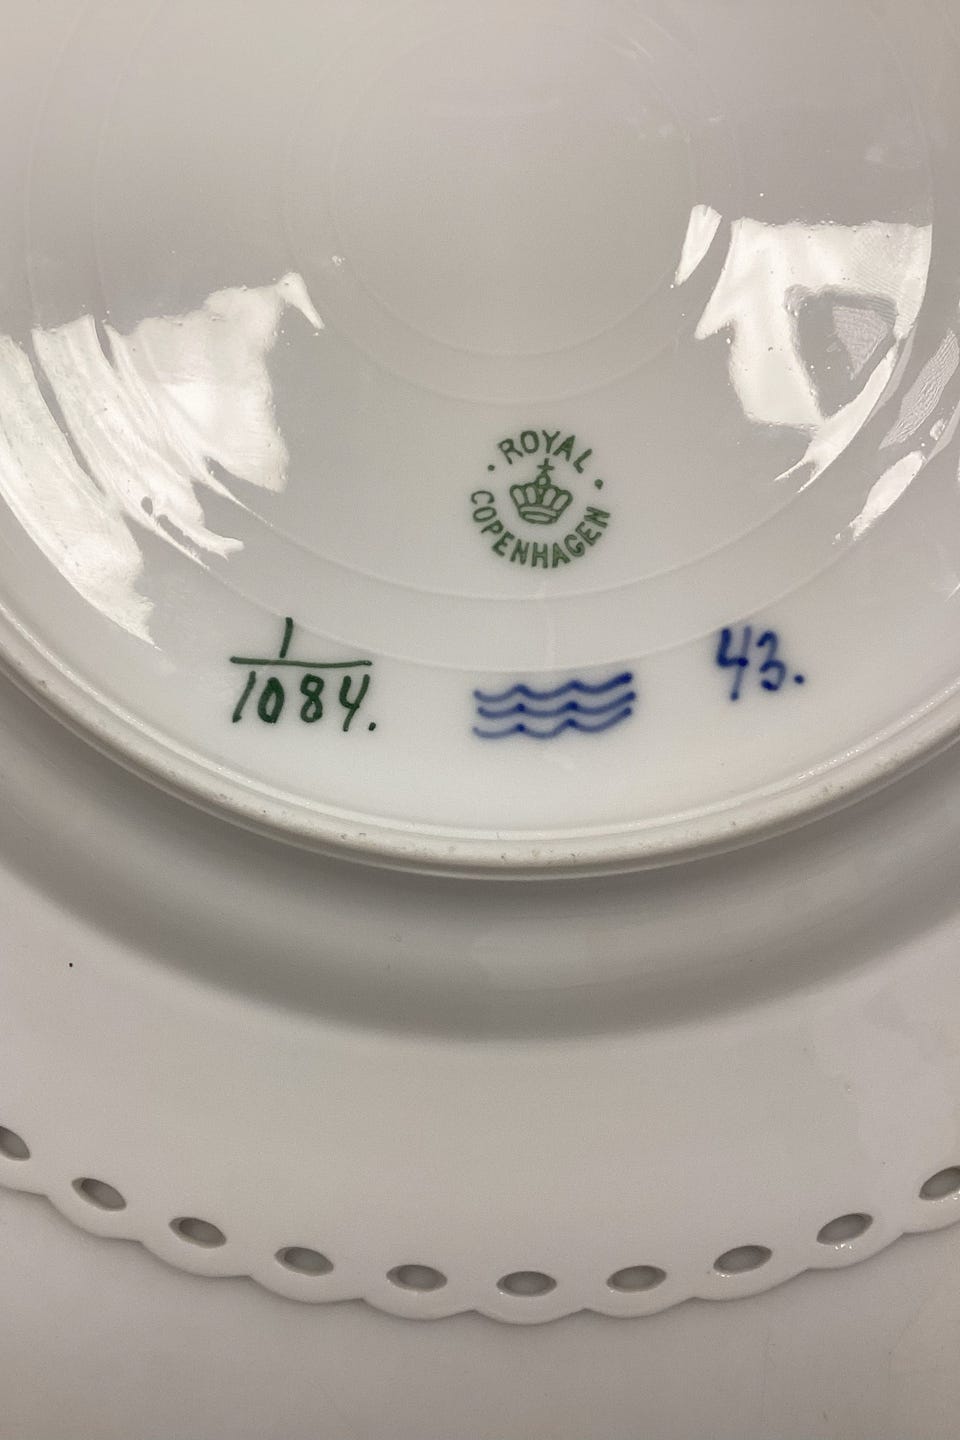 ROYAL
COPENHAGEN
1
1084.
43.